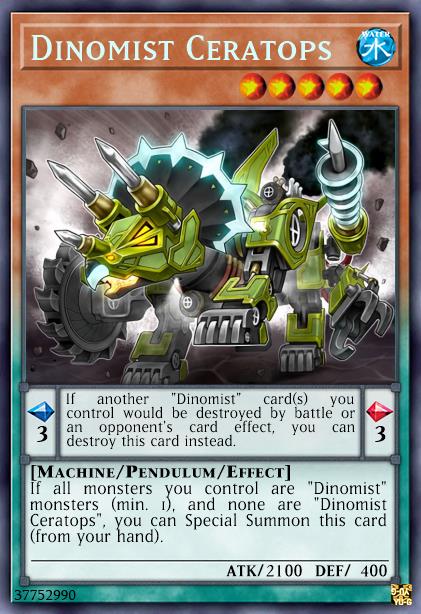 Dinomist Ceratops
WATER
水
If another "Dinomist" card(s) you
control would be destroyed by battle or
an opponent's card effect, you can
destroy this card instead.
3
3
[Machine/Pendulum/Effect]
If all monsters you control are "Dinomist"
monsters (min. 1), and none are "Dinomist
Ceratops", you can Special Summon this card
(from your hand).
ATK/2100 DEF/ 400
37752990